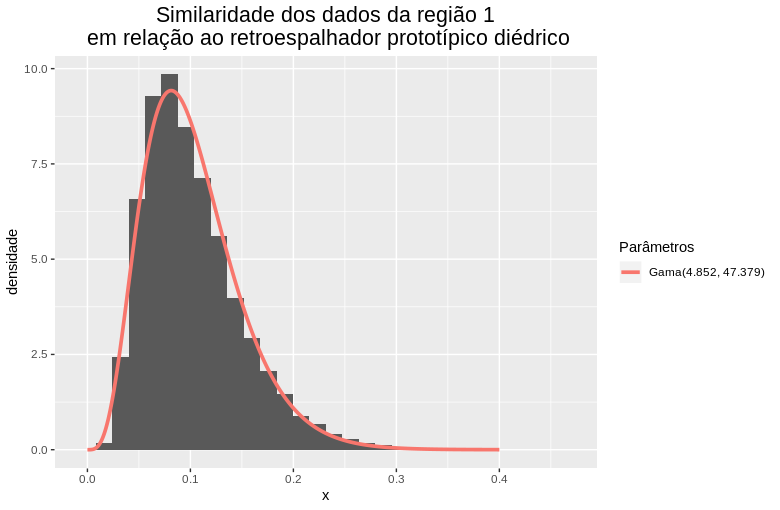 Similaridade dos dados da região 1
em relação ao retroespalhador prototípico diédrico
10.0
7.5
5.0
2.5
0.0
densidade
0.0
0.1
0.2
0.3
0.4
x
Parâmetros
Gama(4.852, 47.379)